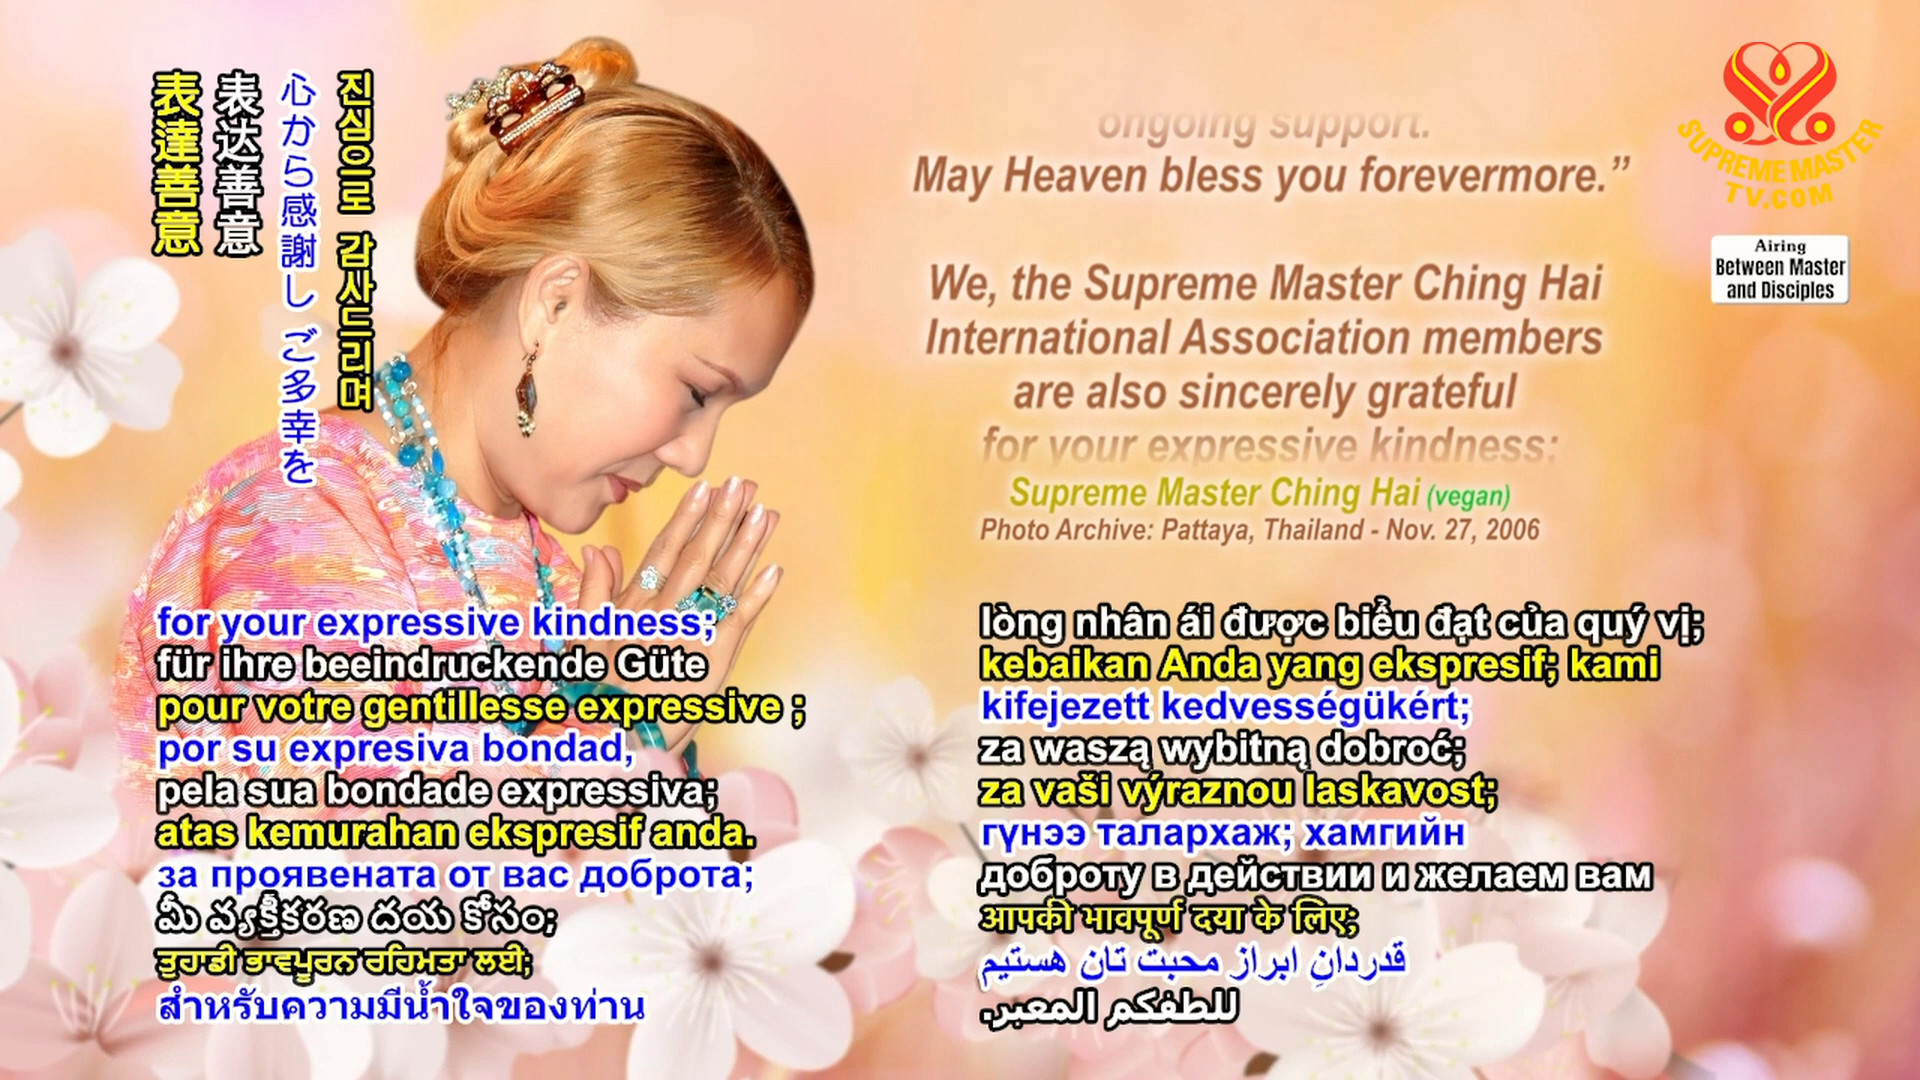 表達善意
表达善意
心から感謝し ご多幸を
진심으로 감사드리며
ongoing support.
May Heaven bless you forevermore.”
We, the Supreme Master Ching Hai
International Association members
are also sincerely grateful
for your expressive kindness;
Supreme Master Ching Hai (vegan)
Photo Archive: Pattaya, Thailand - Nov. 27, 2006
SUPREME MASTER
TV.COM
Airing
Between Master
and Disciples
for your expressive kindness;
für ihre beeindruckende Güte
pour votre gentillesse expressive ;
por su expresiva bondad,
pela sua bondade expressiva;
atas kemurahan ekspresif anda.
за проявената от вас доброта;
మీ వ్యక్తీకరణ దయ కోసం;
ਤੁਹਾਡੀ ਭਾਵਪੂਰਨ ਰਹਿਮਤਾ ਲਈ;
สำหรับความมีน้ำใจของท่าน
lòng nhân ái được biểu đạt của quý vị;
kebaikan Anda yang ekspresif; kami
kifejezett kedvességükért;
za waszą wybitną dobroć;
za vaši výraznou laskavost;
гүнээ талархаж; хамгийн
доброту в действии и желаем вам
आपकी भावपूर्ण दया के लिए;
قدردانِ ابراز محبت تان هستیم
للطفكم المعبر.